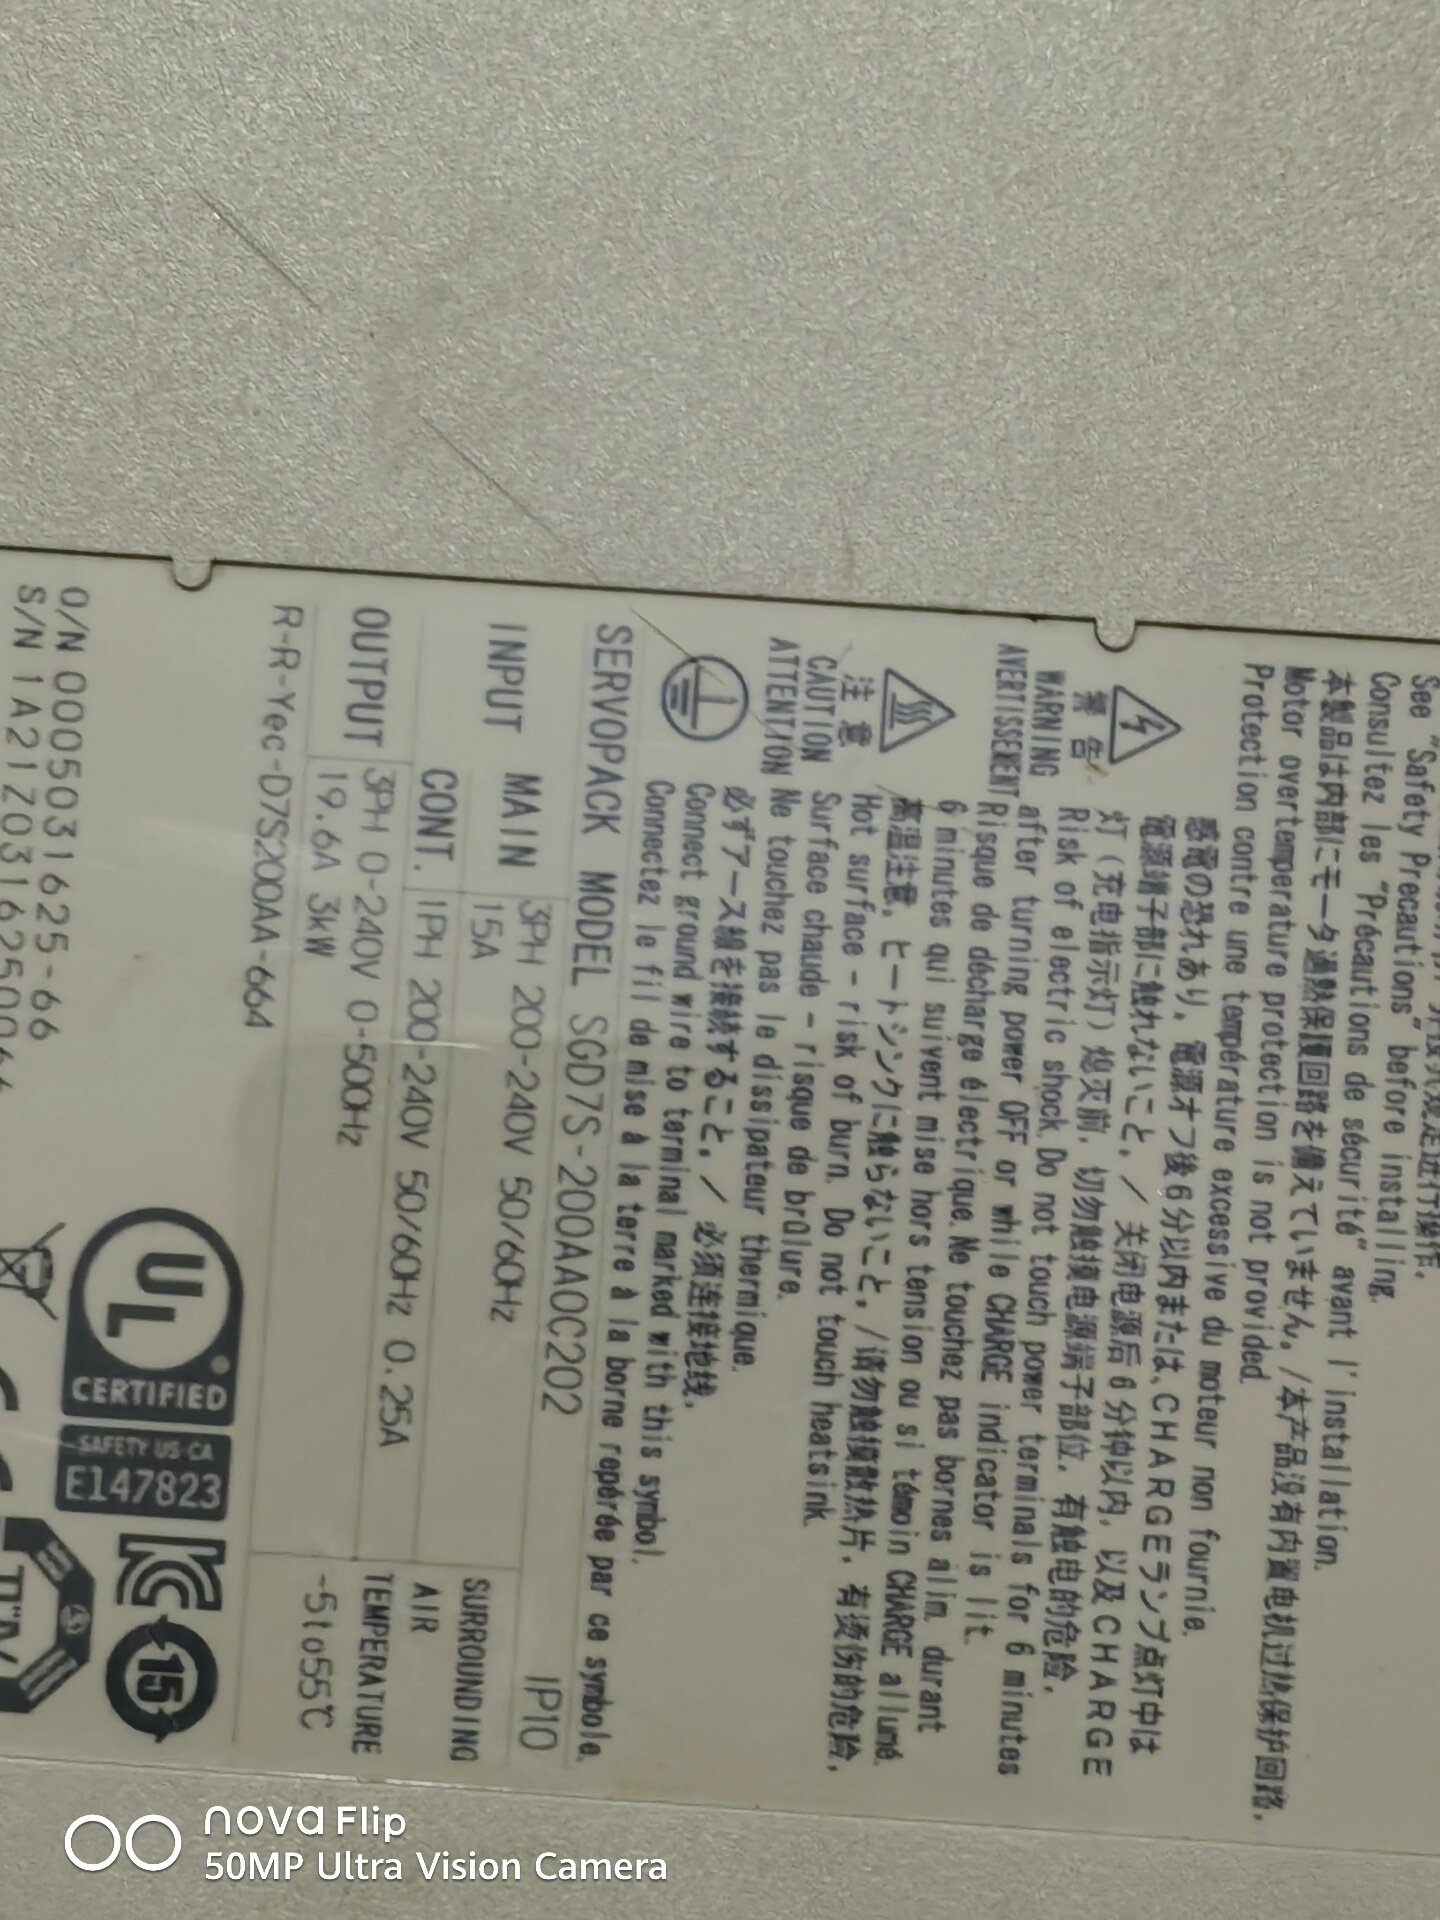 See "Safety Precautions" before installing.
Consultez les "Précautions de sécurité" avant l'installation.
本製品は内部にモータ過熱保護回路を備えていません。/本产品没有内置电机过热保护回路。
Motor overtemperature protection is not provided.
Protection contre une température excessive du moteur non fournie.
警告
WARNING
AVERTISSEMENT
感電の恐れあり。電源オフ後6分以内または、CHARGEランプ点灯中は
電源端子部に触れないこと。/ 关闭电源后6分钟以内，以及CHARGE
灯(充电指示灯)熄灭前，切勿触摸电源端子部位，有触电的危险。
Risk of electric shock. Do not touch power terminals for 6 minutes
after turning power OFF or while CHARGE indicator is lit.
Risque de décharge électrique. Ne touchez pas bornes alim. durant
6 minutes qui suivent mise hors tension ou si témoin CHARGE allumé.
注意
CAUTION
ATTENTION
高温注意。ヒートシンクに触らないこと。/请勿触摸散热片，有烫伤的危险。
Hot surface - risk of burn. Do not touch heatsink.
Surface chaude - risque de brûlure.
Ne touchez pas le dissipateur thermique.
必ずアース線を接続すること。/ 必须连接地线。
Connect ground wire to terminal marked with this symbol.
Connectez le fil de mise à la terre à la borne repérée par ce symbole.
SERVOPACK MODEL SGD7S-200AA0C202
IP10
INPUT MAIN 3PH 200-240V 50/60Hz
15A
CONT. 1PH 200-240V 50/60Hz 0.25A
OUTPUT 3PH 0-240V 0-500Hz
19.6A 3kW
SURROUNDING
AIR
TEMPERATURE
-5to55℃
R-R-Yec-D7S200AA-664
O/N 0005031625-66
S/N 1A21Z0316250
UL
CERTIFIED
SAFETY US-CA
E147823
15
nova Flip
50MP Ultra Vision Camera